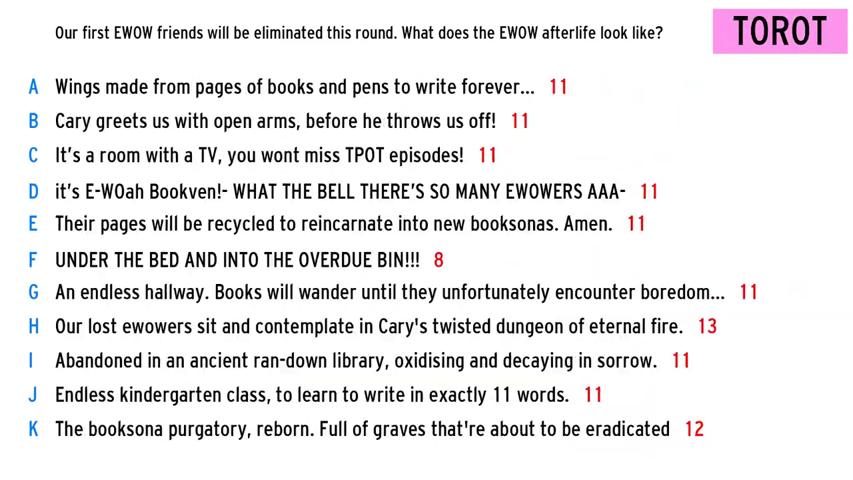 Our first EWOW friends will be eliminated this round. What does the EWOW afterlife look like?
TOROT
A Wings made from pages of books and pens to write forever... 11
B Cary greets us with open arms, before he throws us off! 11
C It's a room with a TV, you wont miss TPOT episodes! 11
D it's E-WOah Bookven!- WHAT THE BELL THERE'S SO MANY EWOWERS AAA- 11
E Their pages will be recycled to reincarnate into new booksonas. Amen. 11
F UNDER THE BED AND INTO THE OVERDUE BIN!!! 8
G An endless hallway. Books will wander until they unfortunately encounter boredom... 11
H Our lost ewowers sit and contemplate in Cary's twisted dungeon of eternal fire. 13
I Abandoned in an ancient ran-down library, oxidising and decaying in sorrow. 11
J Endless kindergarten class, to learn to write in exactly 11 words. 11
K The booksona purgatory, reborn. Full of graves that're about to be eradicated 12